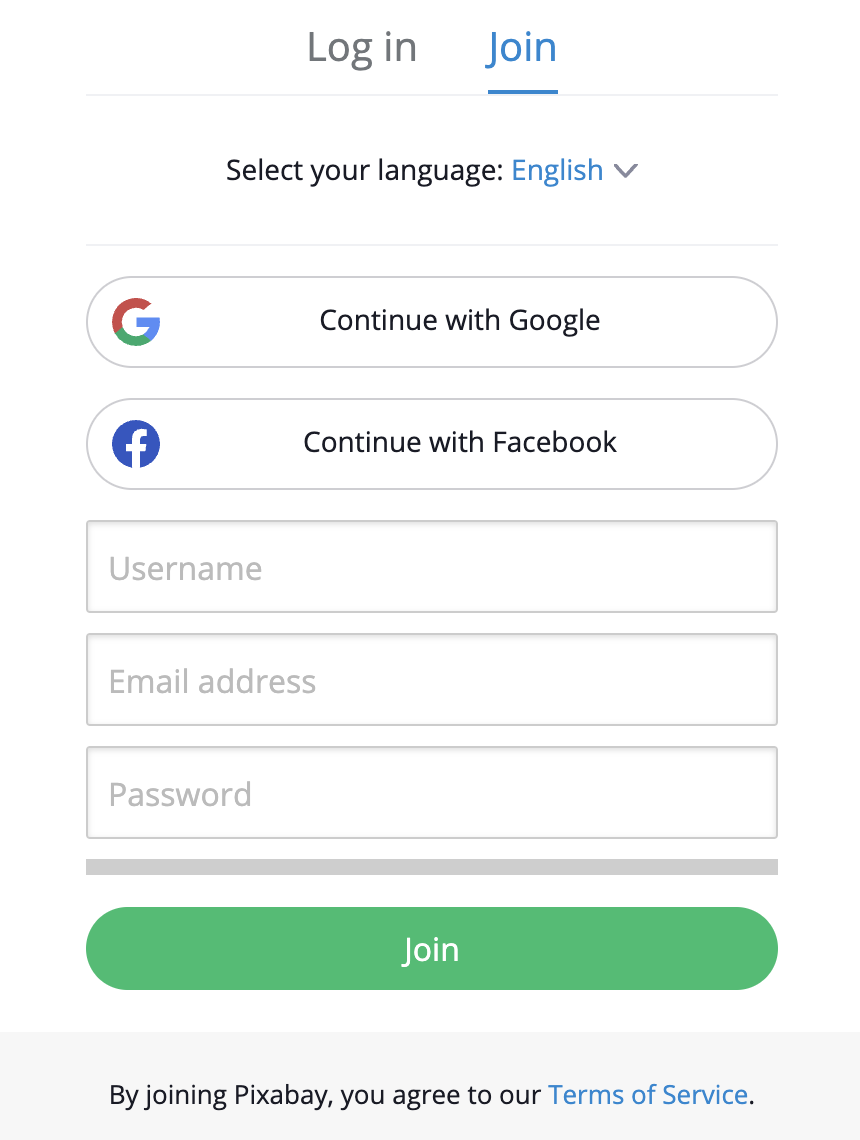 Log in Join
Select your language: English
Continue with Google
Continue with Facebook
Username
Email address
Password
Join
By joining Pixabay, you agree to our Terms of Service.